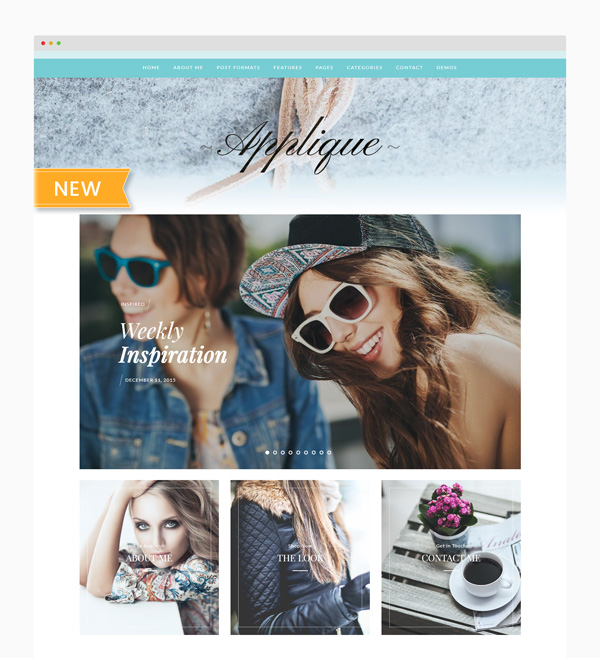 HOME ABOUT ME POST FORMATS FEATURES PAGES CATEGORIES CONTACT DEMOS
~ Applique ~
NEW
INSPIRED
Weekly
Inspiration
DECEMBER 11, 2015
ABOUT ME
THE LOOK
Get In Touch
CONTACT ME